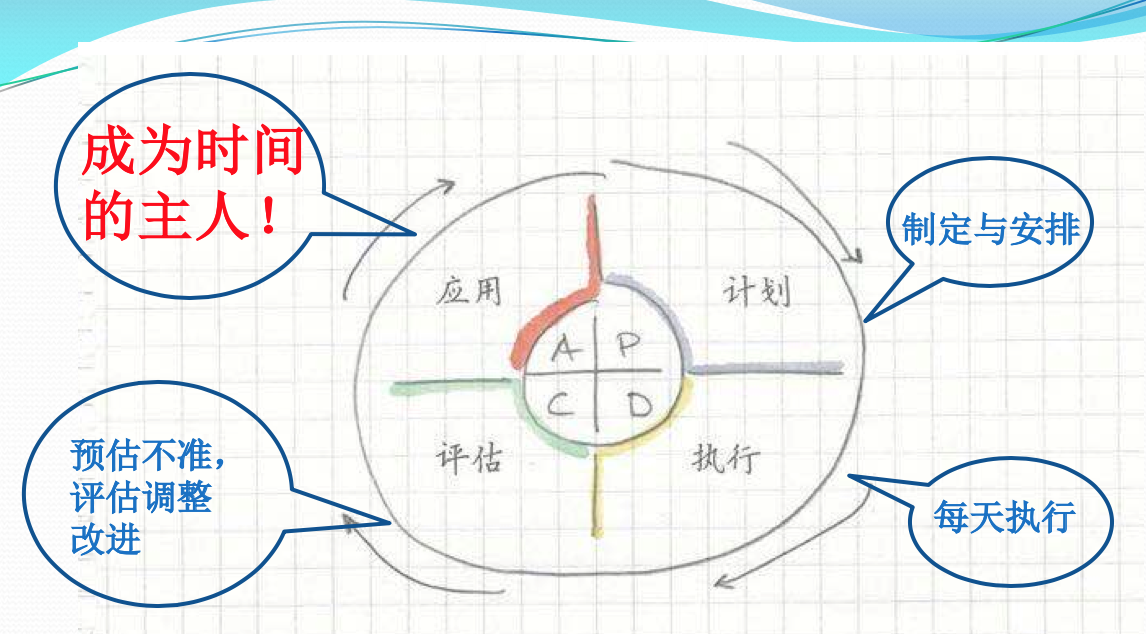 成为时间
的主人！
制定与安排
应用
计划
A
P
C
D
评估
执行
预估不准，
评估调整
改进
每天执行